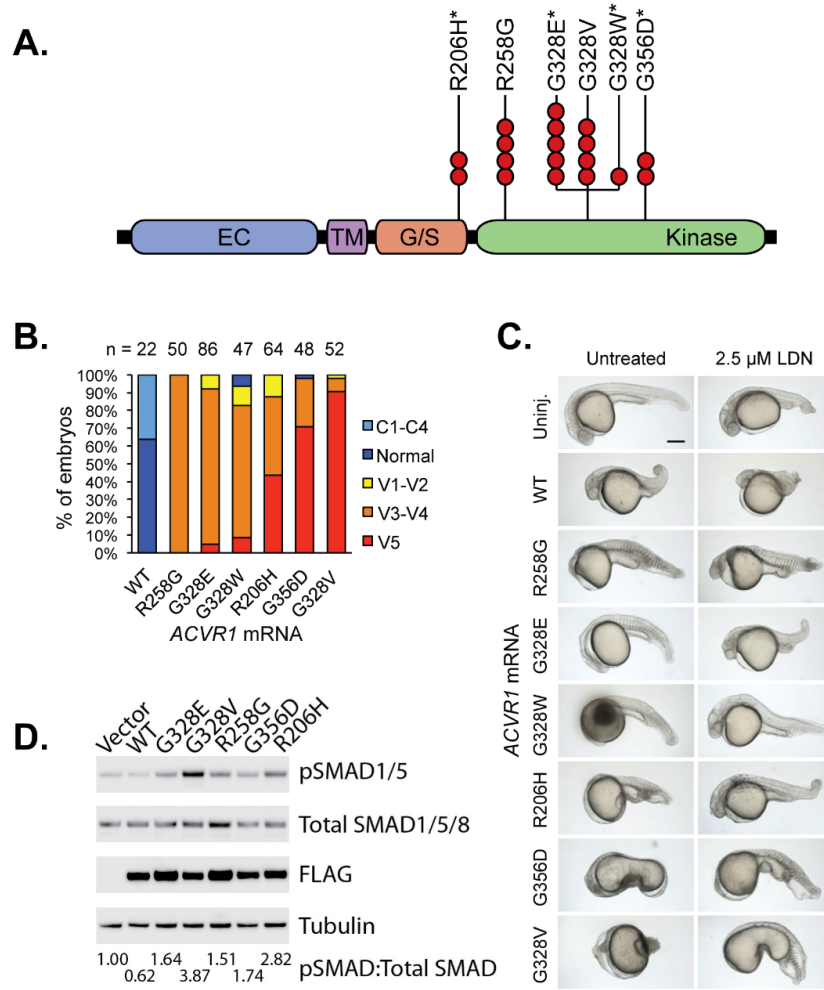 A.
R206H*
R258G
G328E*
G328V
G328W*
G356D*
EC
TM
G/S
Kinase
B.
n = 22 50 86 47 64 48 52
100%
90%
80%
70%
60%
50%
40%
30%
20%
10%
0%
% of embryos
C1-C4
Normal
V1-V2
V3-V4
V5
WT
R258G
G328E
G328W
R206H
G356D
G328V
ACVR1 mRNA
C.
Untreated 2.5 µM LDN
ACVR1 mRNA
Uninj.
WT
R258G
G328E
G328W
R206H
G356D
G328V
D.
Vector
WT
G328E
G328V
R258G
G356D
R206H
pSMAD1/5
Total SMAD1/5/8
FLAG
Tubulin
1.00 0.62 1.64 3.87 1.51 1.74 2.82 pSMAD:Total SMAD